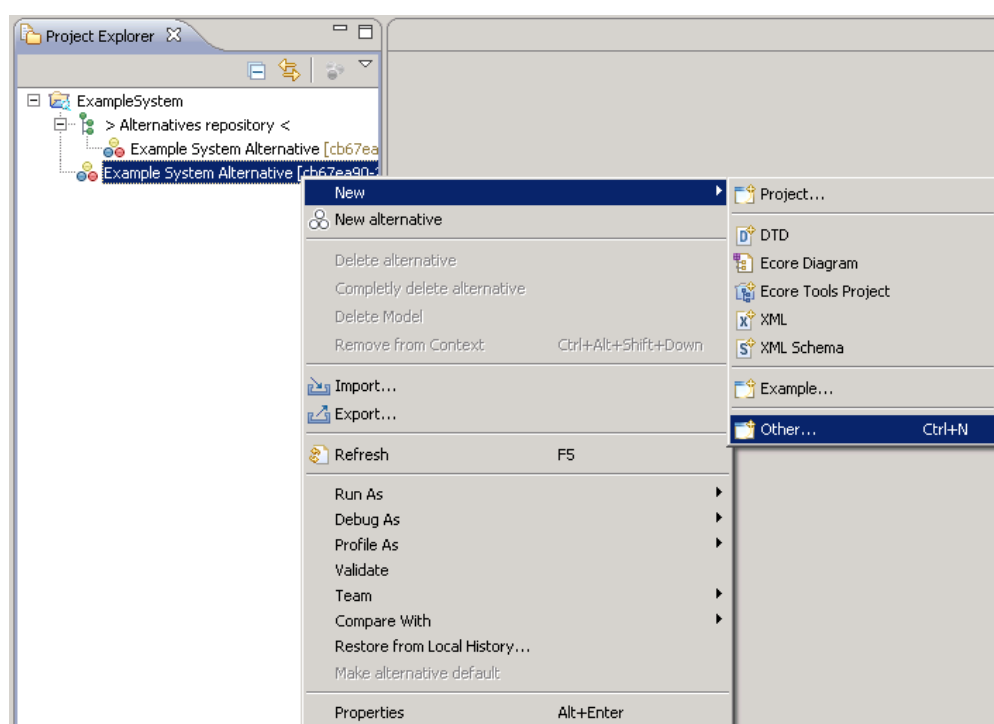 Project Explorer
ExampleSystem
> Alternatives repository <
Example System Alternative [cb67ea
Example System Alternative [cb67ea90-
New
New alternative
Delete alternative
Completly delete alternative
Delete Model
Remove from Context Ctrl+Alt+Shift+Down
Import...
Export...
Refresh F5
Run As
Debug As
Profile As
Validate
Team
Compare With
Restore from Local History...
Make alternative default
Properties Alt+Enter
Project...
DTD
Ecore Diagram
Ecore Tools Project
XML
XML Schema
Example...
Other... Ctrl+N